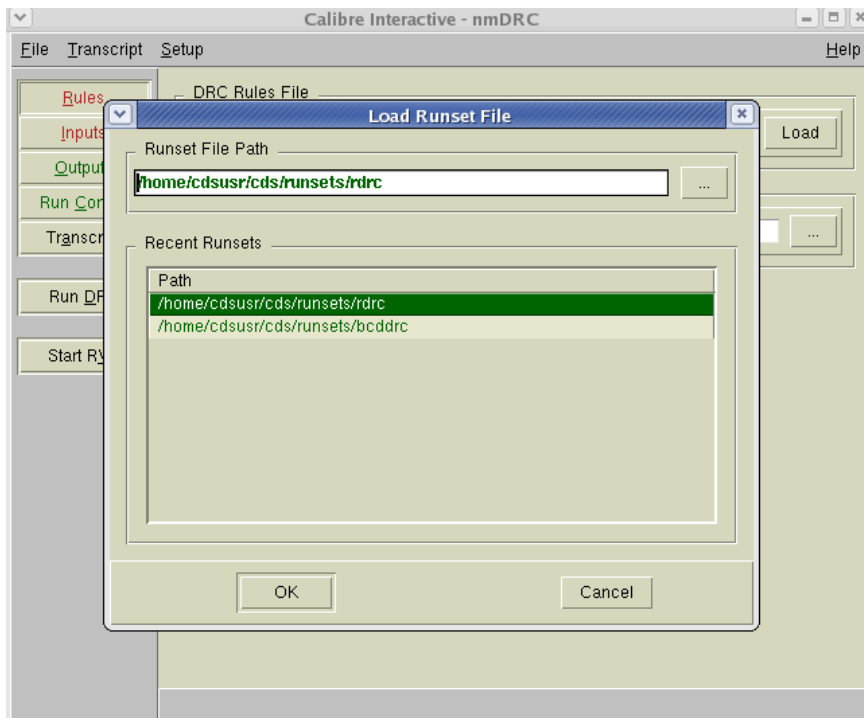 Calibre Interactive - nmDRC
File Transcript Setup Help
Rules
DRC Rules File
Load Runset File
Inputs
Load
Runset File Path
Output
/home/cdsusr/cds/runsets/rdrc
...
Run Con
...
Transcr
Recent Runsets
Path
Run DR
/home/cdsusr/cds/runsets/rdrc
/home/cdsusr/cds/runsets/bcddrc
Start RV
OK
Cancel